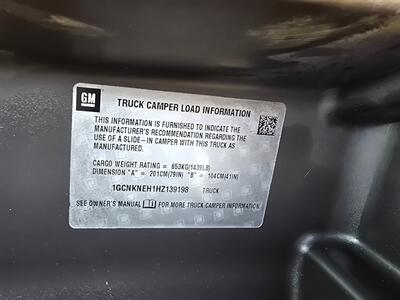 GM
TRUCK CAMPER LOAD INFORMATION
THIS INFORMATION IS FURNISHED TO INDICATE THE
MANUFACTURER'S RECOMMENDATION REGARDING THE
USE OF A SLIDE-IN CAMPER WITH THIS TRUCK AS
MANUFACTURED.
CARGO WEIGHT RATING = 653KG(1439LB)
DIMENSION "A" = 201CM(79IN) "B" = 104CM(41IN)
1GCNKNEH1HZ139198 TRUCK
SEE OWNER'S MANUAL FOR MORE TRUCK CAMPER INFORMATION.